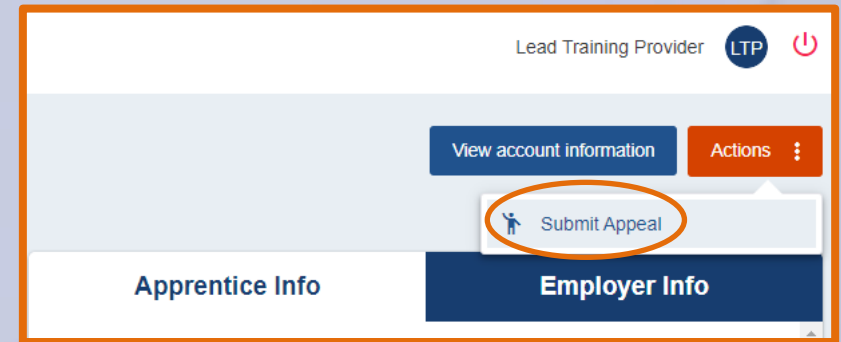 Lead Training Provider LTP
View account information Actions
Submit Appeal
Apprentice Info Employer Info